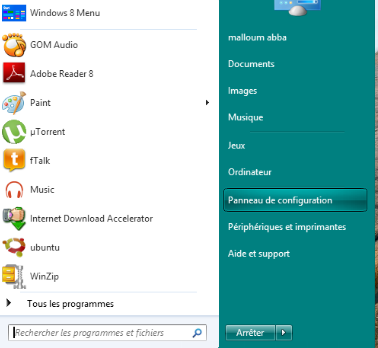 Windows 8 Menu
GOM Audio
Adobe Reader 8
Paint
µTorrent
fTalk
Music
Internet Download Accelerator
ubuntu
WinZip
Tous les programmes
Rechercher les programmes et fichiers
malloum abba
Documents
Images
Musique
Jeux
Ordinateur
Panneau de configuration
Périphériques et imprimantes
Aide et support
Arrêter